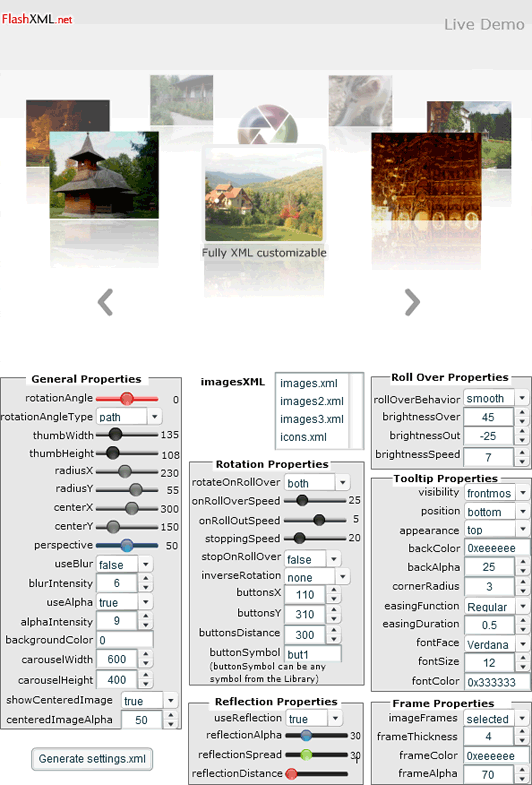 FlashXML.net
Live Demo
Fully XML customizable
General Properties
rotationAngle 0
rotationAngleType path
thumbWidth 135
thumbHeight 108
radiusX 230
radiusY 55
centerX 300
centerY 150
perspective 50
useBlur false
blurIntensity 6
useAlpha true
alphaIntensity 9
backgroundColor 0
carouselWidth 600
carouselHeight 400
showCenteredImage true
centeredImageAlpha 50
Generate settings.xml
imagesXML
images.xml
images2.xml
images3.xml
icons.xml
Rotation Properties
rotateOnRollOver both
onRollOverSpeed 25
onRollOutSpeed 5
stoppingSpeed 20
stopOnRollOver false
inverseRotation none
buttonsX 110
buttonsY 310
buttonsDistance 300
buttonSymbol but1
(buttonSymbol can be any
symbol from the Library)
Reflection Properties
useReflection true
reflectionAlpha 30
reflectionSpread 30
reflectionDistance
Roll Over Properties
rollOverBehavior smooth
brightnessOver 45
brightnessOut -25
brightnessSpeed 7
Tooltip Properties
visibility frontmos
position bottom
appearance top
backColor 0xeeeeee
backAlpha 25
cornerRadius 3
easingFunction Regular
easingDuration 0.5
fontFace Verdana
fontSize 12
fontColor 0x333333
Frame Properties
imageFrames selected
frameThickness 4
frameColor 0xeeeeee
frameAlpha 70